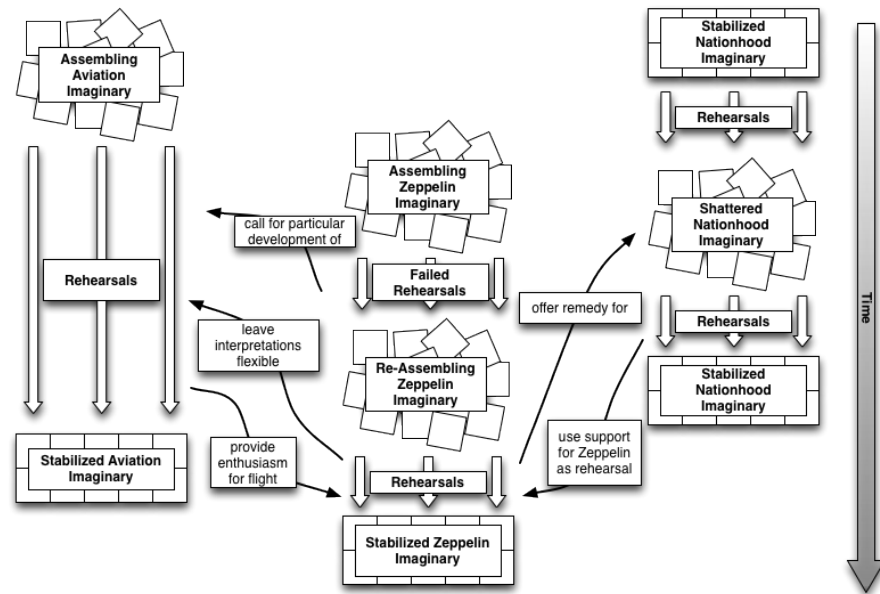 Assembling
Aviation
Imaginary
Rehearsals
Stabilized Aviation
Imaginary
call for particular
development of
leave
interpretations
flexible
provide
enthusiasm
for flight
Assembling
Zeppelin
Imaginary
Failed
Rehearsals
Re-Assembling
Zeppelin
Imaginary
Rehearsals
Stabilized Zeppelin
Imaginary
offer remedy for
use support
for Zeppelin
as rehearsal
Stabilized
Nationhood
Imaginary
Rehearsals
Shattered
Nationhood
Imaginary
Rehearsals
Stabilized
Nationhood
Imaginary
Time